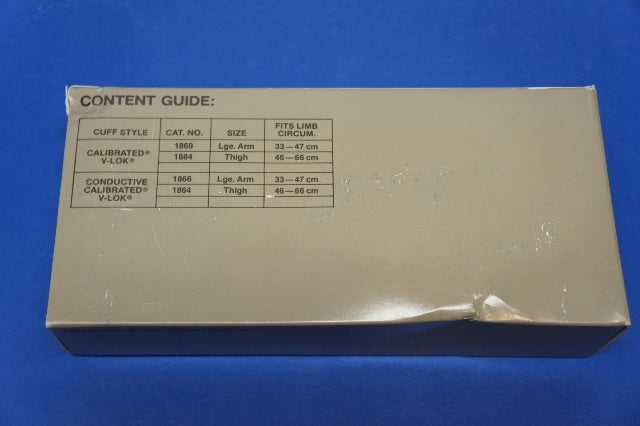 CONTENT GUIDE:
CUFF STYLE CAT. NO. SIZE FITS LIMB CIRCUM.
CALIBRATED® V-LOK® 1869 Lge. Arm 33—47 cm
1884 Thigh 46—66 cm
CONDUCTIVE CALIBRATED® V-LOK® 1866 Lge. Arm 33—47 cm
1864 Thigh 46—66 cm